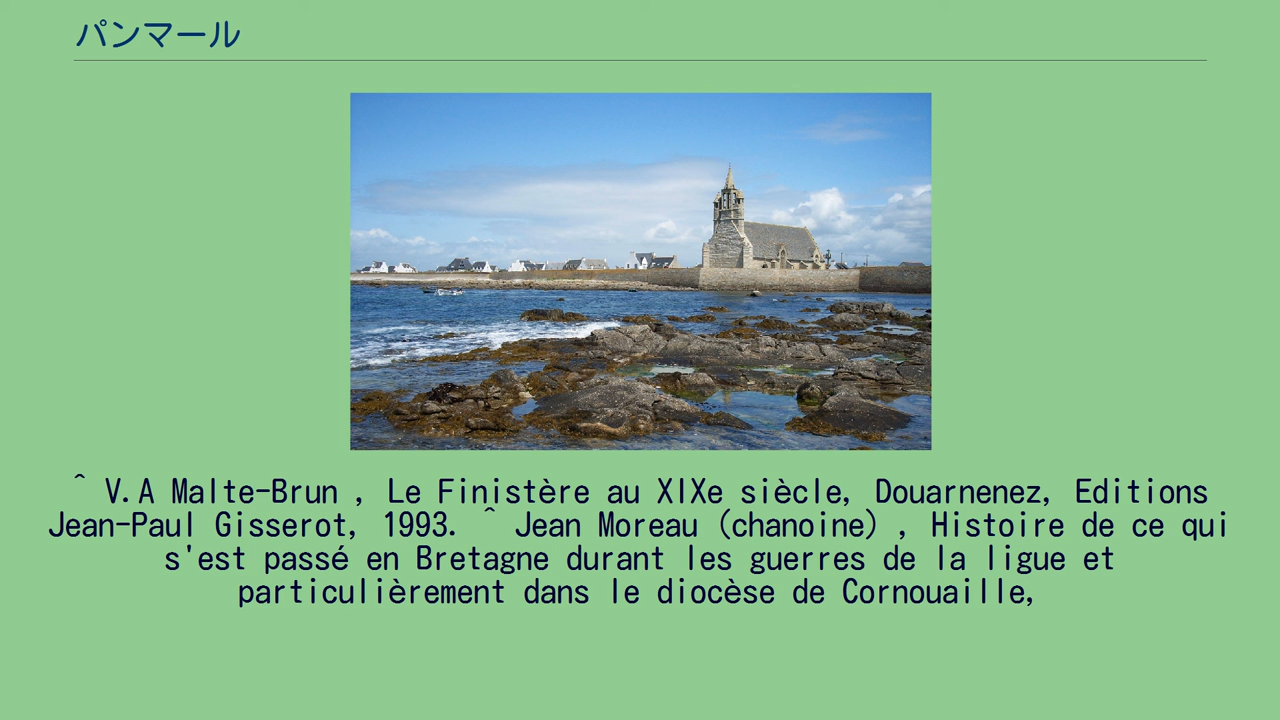 パンマール
^ V.A Malte-Brun , Le Finistère au XIXe siècle, Douarnenez, Editions
Jean-Paul Gisserot, 1993. ^ Jean Moreau (chanoine) , Histoire de ce qui
s'est passé en Bretagne durant les guerres de la ligue et
particulièrement dans le diocèse de Cornouaille,